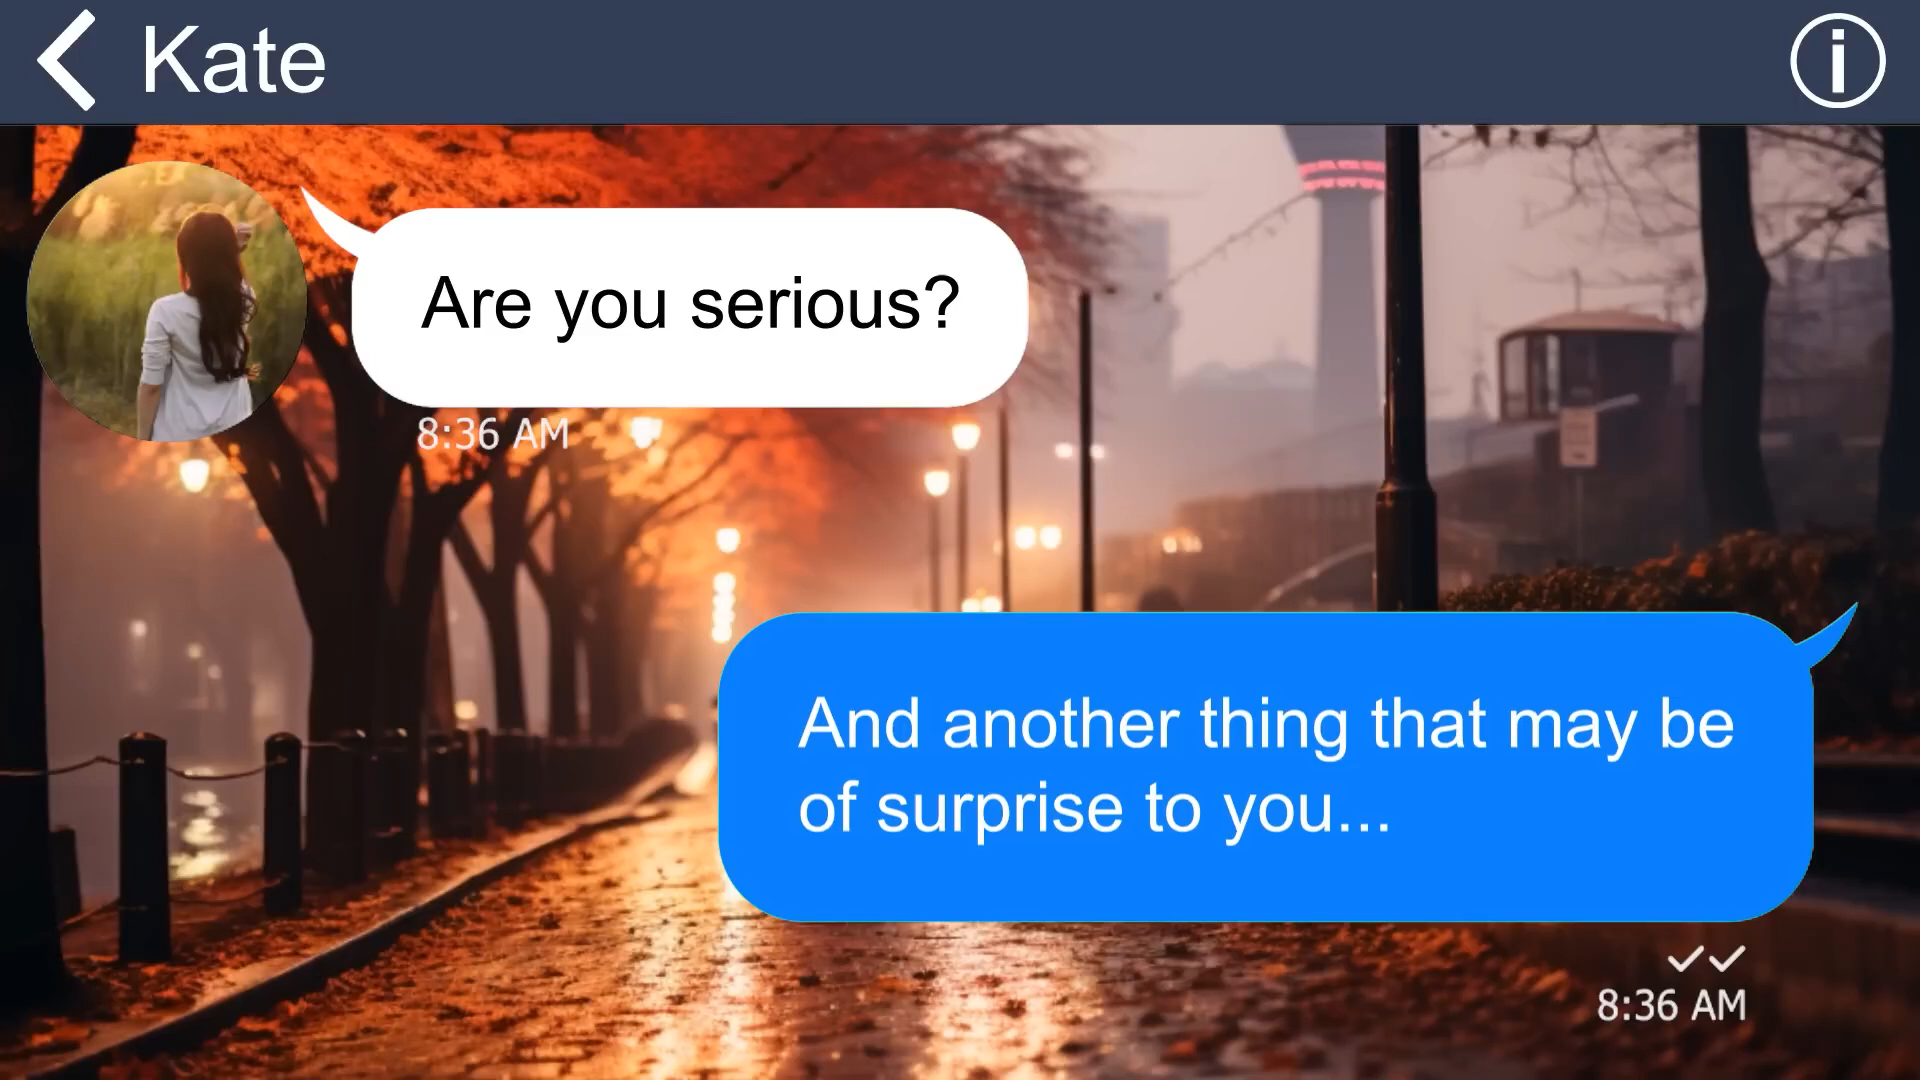 Kate
Are you serious?
8:36 AM
And another thing that may be
of surprise to you...
8:36 AM